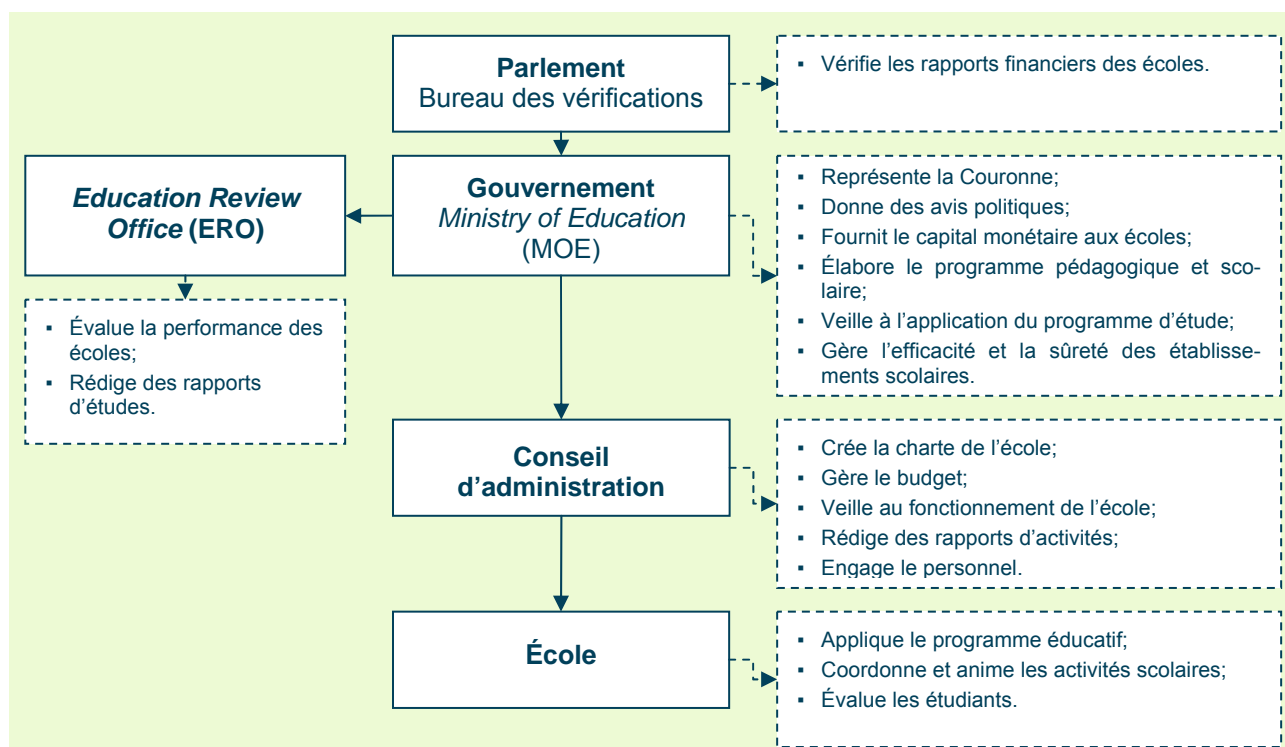 Parlement
Bureau des vérifications
▪ Vérifie les rapports financiers des écoles.
Education Review
Office (ERO)
Gouvernement
Ministry of Education
(MOE)
▪ Représente la Couronne;
▪ Donne des avis politiques;
▪ Fournit le capital monétaire aux écoles;
▪ Élabore le programme pédagogique et sco-
laire;
▪ Veille à l’application du programme d’étude;
▪ Gère l’efficacité et la sûreté des établisse-
ments scolaires.
▪ Évalue la performance des
écoles;
▪ Rédige des rapports
d’études.
Conseil
d’administration
▪ Crée la charte de l’école;
▪ Gère le budget;
▪ Veille au fonctionnement de l’école;
▪ Rédige des rapports d’activités;
▪ Engage le personnel.
École
▪ Applique le programme éducatif;
▪ Coordonne et anime les activités scolaires;
▪ Évalue les étudiants.